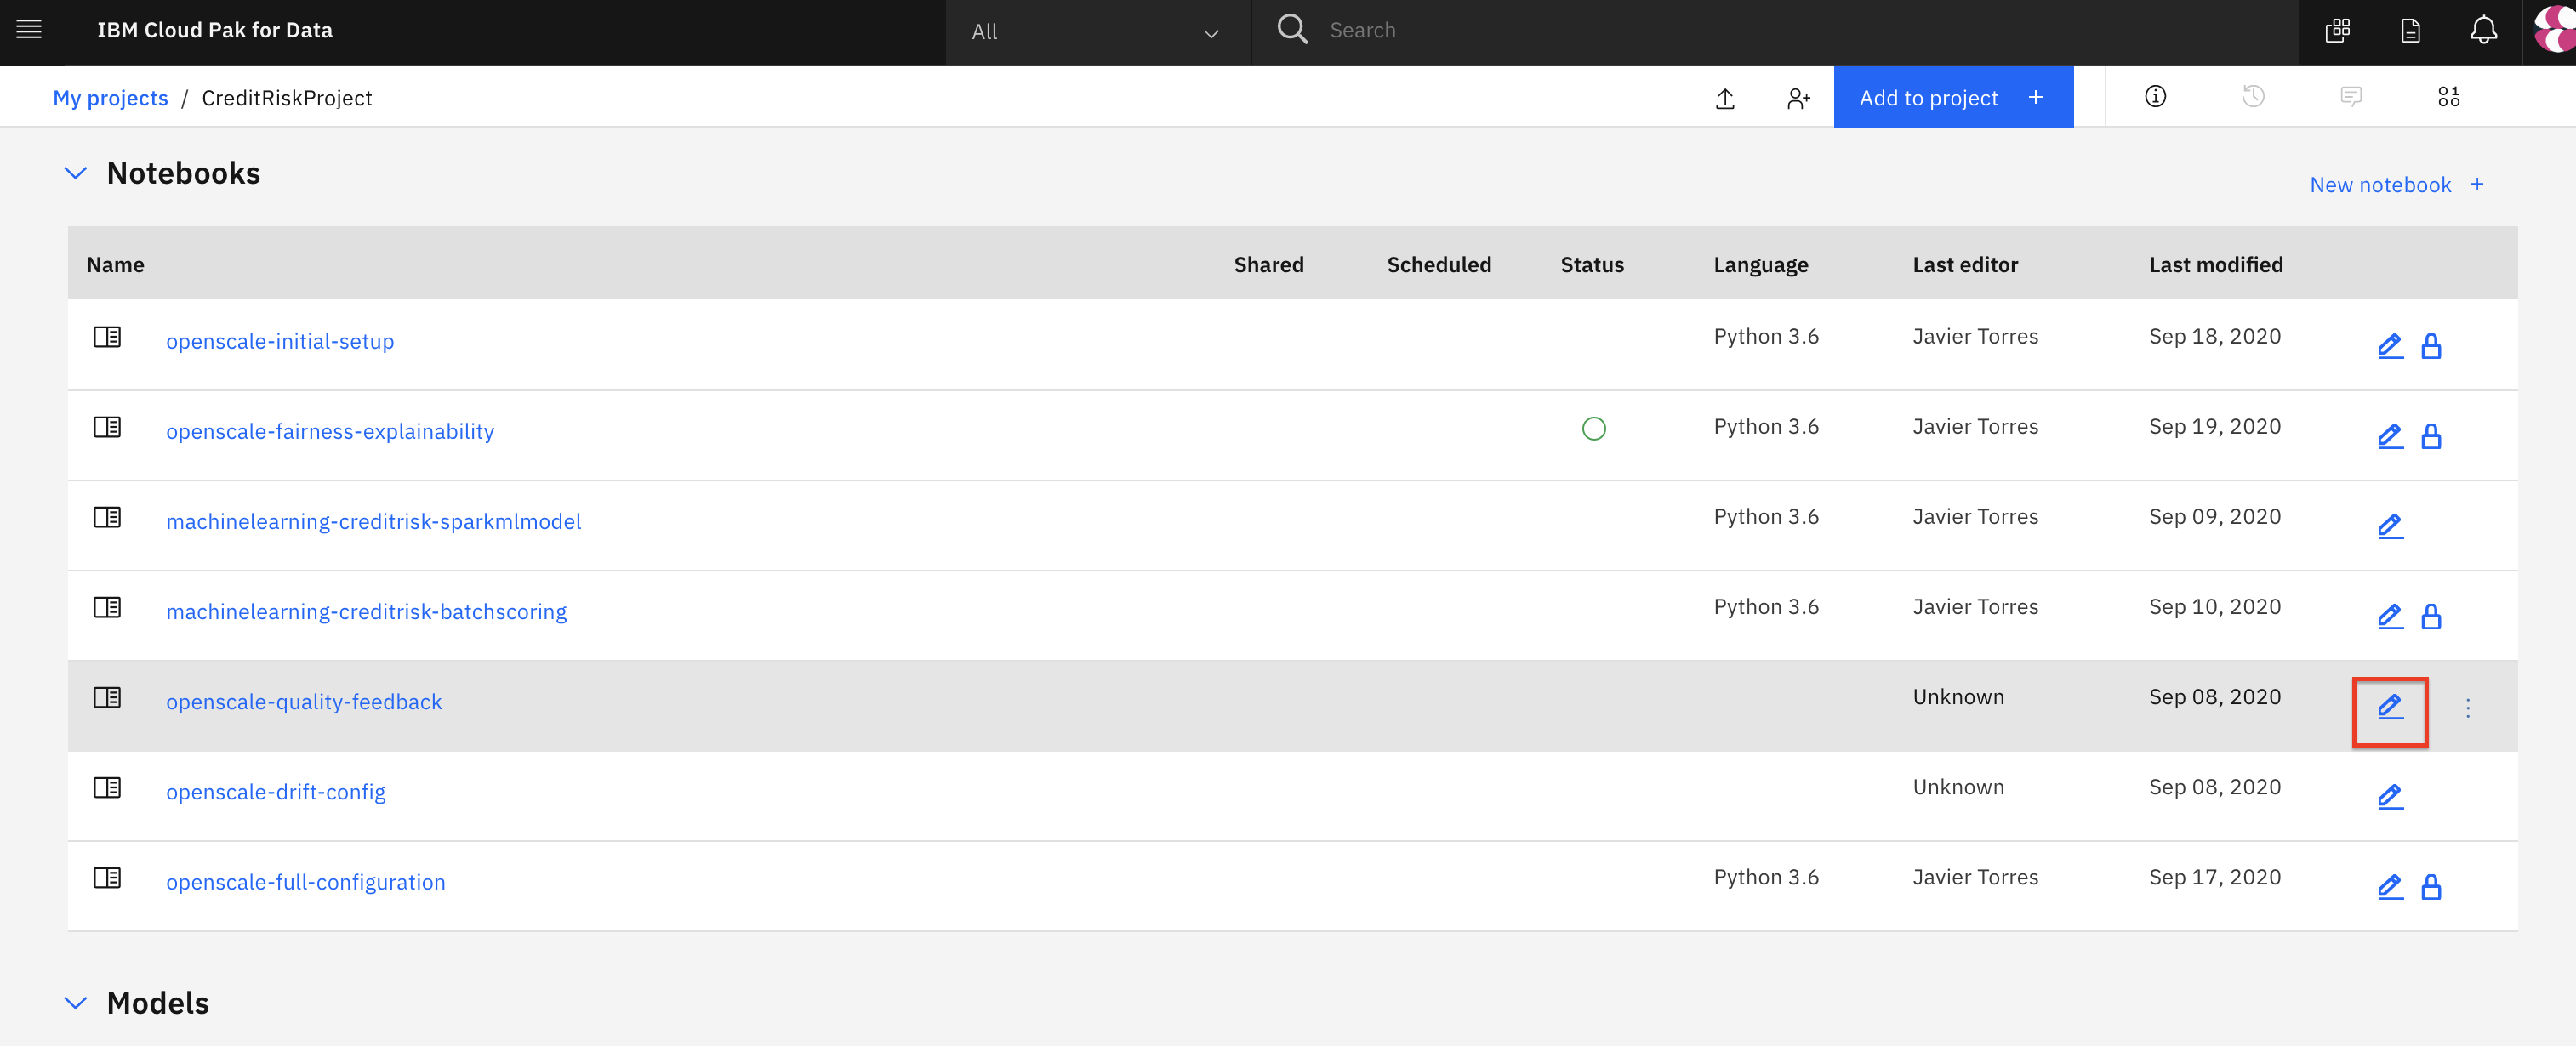 IBM Cloud Pak for Data All Search
My projects / CreditRiskProject Add to project +
Notebooks
New notebook +
Name Shared Scheduled Status Language Last editor Last modified
openscale-initial-setup Python 3.6 Javier Torres Sep 18, 2020
openscale-fairness-explainability Python 3.6 Javier Torres Sep 19, 2020
machinelearning-creditrisk-sparkmlmodel Python 3.6 Javier Torres Sep 09, 2020
machinelearning-creditrisk-batchscoring Python 3.6 Javier Torres Sep 10, 2020
openscale-quality-feedback Unknown Sep 08, 2020
openscale-drift-config Unknown Sep 08, 2020
openscale-full-configuration Python 3.6 Javier Torres Sep 17, 2020
Models